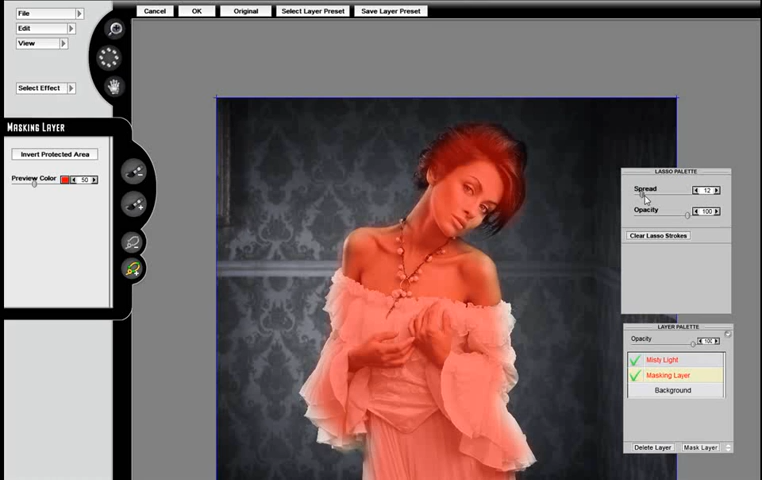 File
Edit
View
Select Effect
Cancel
OK
Original
Select Layer Preset
Save Layer Preset
Masking Layer
Invert Protected Area
Preview Color
50
LASSO PALETTE
Spread
12
Opacity
100
Clear Lasso Strokes
LAYER PALETTE
Opacity
Misty Light
Masking Layer
Background
Delete Layer
Mask Layer